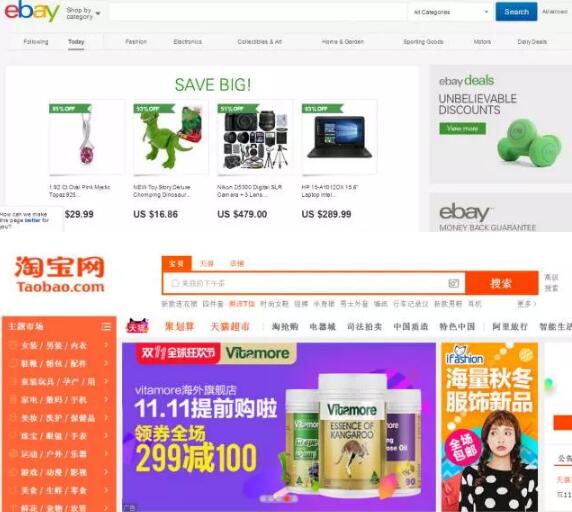 ebay
Shop by category
All Categories
Search
Advanced
Following Today Fashion Electronics Collectibles & Art Home & Garden Sporting Goods Motors Daily Deals
SAVE BIG!
85% OFF 53% OFF 51% OFF 63% OFF
1.92 Ct Oval Pink Mystic Topaz 925...
NEW Toy Story Deluxe Chomping Dinosaur...
Nikon D5300 Digital SLR Camera + 3 Lens...
HP 15-A1012DX 15.6" Laptop Intel...
$29.99 US $16.86 US $479.00 US $289.99
How can we make this page better for you?
ebay deals
UNBELIEVABLE
DISCOUNTS
View more
ebay
MONEY BACK GUARANTEE
淘宝网
Taobao.com
宝贝 天猫 店铺
美丽的下午茶
搜索
高级
搜索
新款连衣裙 四件套 潮流T恤 时尚女鞋 短裤 半身裙 男士外套 墙纸 行车记录仪 新款男鞋 耳机
更多
主题市场
天猫 聚划算 天猫超市 淘抢购 电器城 司法拍卖 中国质造 特色中国 阿里旅行 智能生活
女装 / 男装 / 内衣
鞋靴 / 箱包 / 配件
童装玩具 / 孕产 / 用
家电 / 数码 / 手机
美妆 / 洗护 / 保健品
珠宝 / 眼镜 / 手表
运动 / 户外 / 乐器
游戏 / 动漫 / 影视
美食 / 生鲜 / 零食
鲜花 / 宠物 / 农资
双11全球狂欢节 Vitamore
vitamore海外旗舰店
11.11提前购啦
领券全场
299减100
Vitamore
ESSENCE OF
KANGAROO
90
广告
iFashion
海量秋冬
服饰新品
全场
包邮
公告
天猫
双11